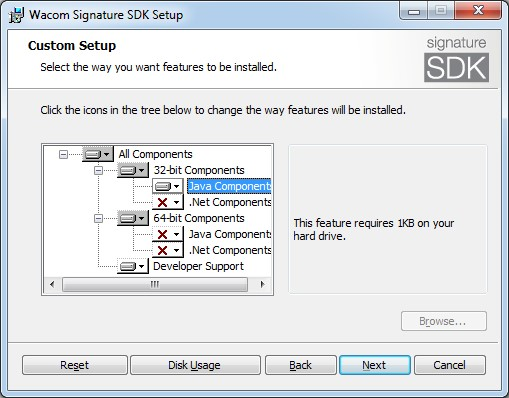 Wacom Signature SDK Setup
Custom Setup
Select the way you want features to be installed.
signature
SDK
Click the icons in the tree below to change the way features will be installed.
All Components
32-bit Components
Java Components
.Net Components
64-bit Components
Java Components
.Net Components
Developer Support
This feature requires 1KB on your
hard drive.
Browse...
Reset
Disk Usage
Back
Next
Cancel